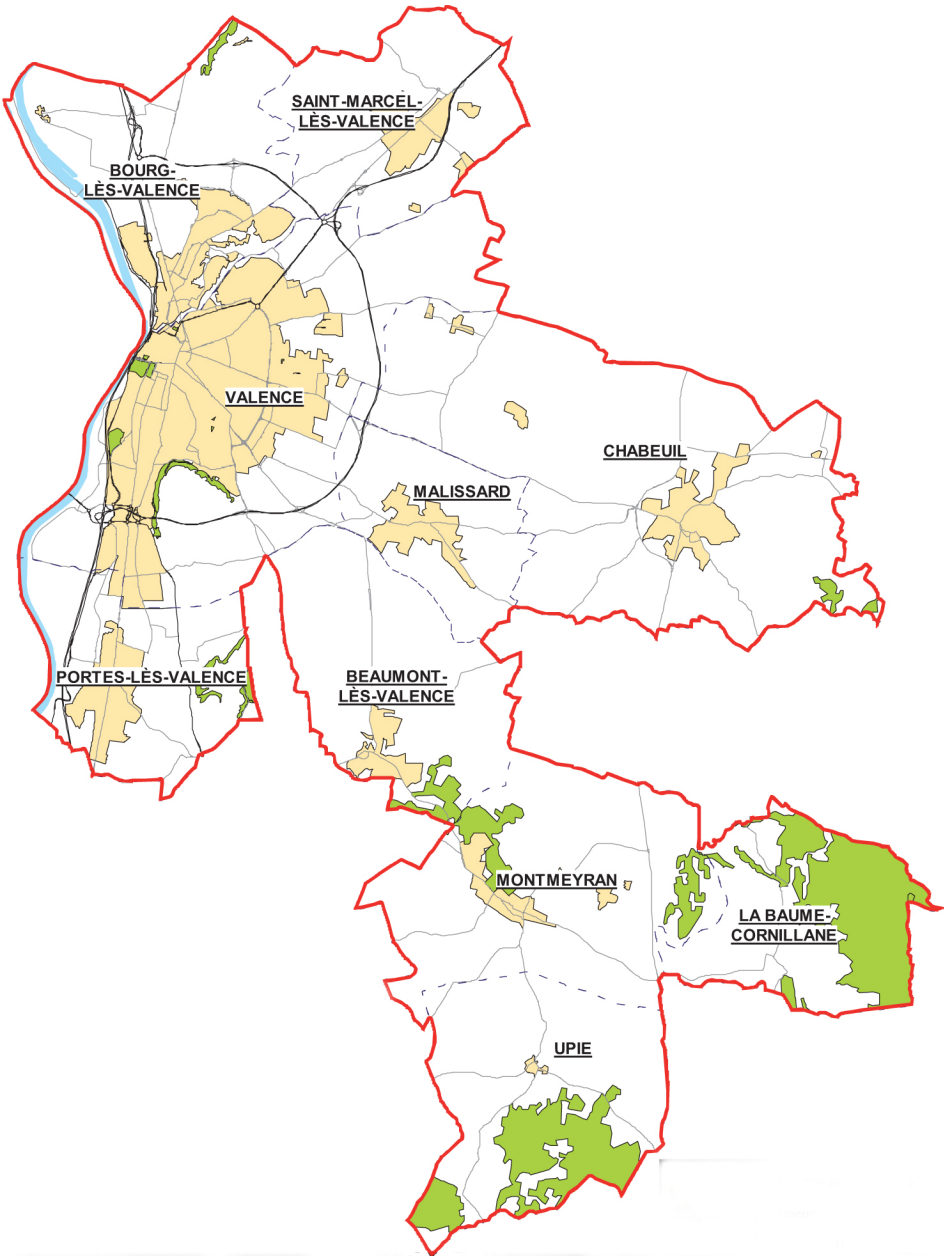 SAINT-MARCEL-
LÈS-VALENCE
BOURG-
LÈS-VALENCE
VALENCE
CHABEUIL
MALISSARD
PORTES-LÈS-VALENCE
BEAUMONT-
LÈS-VALENCE
MONTMEYRAN
LA BAUME-
CORNILLANE
UPIE